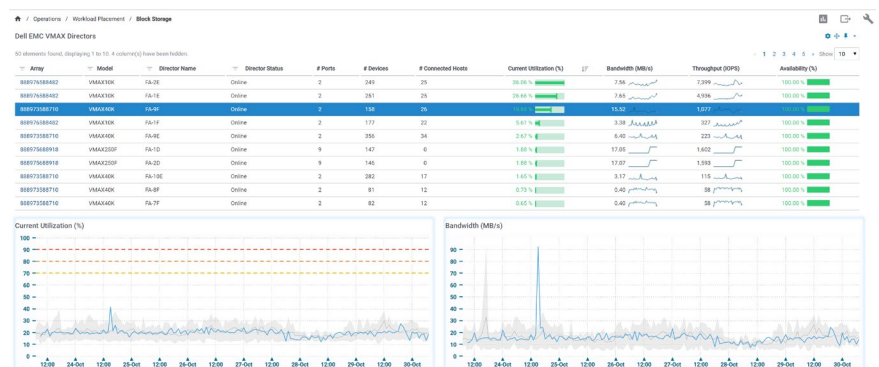 / Operations / Workload Placement / Block Storage
Dell EMC VMAX Directors
80 elements found, displaying 1 to 10. 4 column(s) have been hidden.
1 2 3 4 5 » Show 10
Array Model Director Name Director Status # Ports # Devices # Connected Hosts Current Utilization (%) Bandwidth (MB/s) Throughput (IOPS) Availability (%)
VMAX10K FA-2E Online 2 249 25 36.06 % 7.56 7,399 100.00 %
VMAX10K FA-1E Online 2 251 25 26.66 % 7.65 4,936 100.00 %
888973588710 VMAX40K FA-9F Online 2 158 26 15.52 1,077 100.00 %
VMAX10K FA-1F Online 2 177 22 5.61 % 3.38 327 100.00 %
888973588710 VMAX40K FA-9E Online 2 356 34 2.67 % 6.40 223 100.00 %
888975688918 VMAX250F FA-1D Online 9 147 0 1.88 % 17.05 1,602 100.00 %
888975688918 VMAX250F FA-2D Online 9 146 0 1.88 % 17.07 1,593 100.00 %
888973588710 VMAX40K FA-10E Online 2 282 17 1.65 % 3.17 115 100.00 %
888973588710 VMAX40K FA-8F Online 2 81 12 0.73 % 0.40 58 100.00 %
888973588710 VMAX40K FA-7F Online 2 82 12 0.65 % 0.40 58 100.00 %
Current Utilization (%)
100
90
80
70
60
50
40
30
20
10
0
12:00 24-Oct 12:00 25-Oct 12:00 26-Oct 12:00 27-Oct 12:00 28-Oct 12:00 29-Oct 12:00 30-Oct
Bandwidth (MB/s)
90
80
70
60
50
40
30
20
10
0
12:00 24-Oct 12:00 25-Oct 12:00 26-Oct 12:00 27-Oct 12:00 28-Oct 12:00 29-Oct 12:00 30-Oct